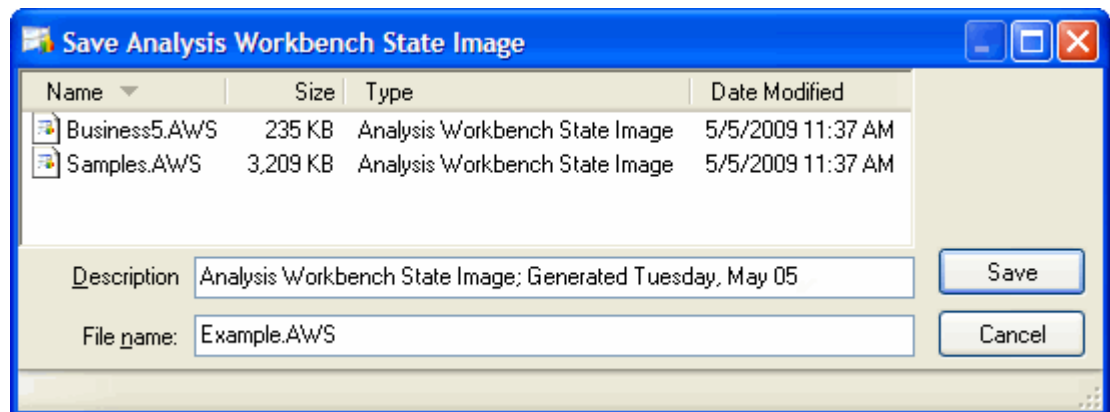 Save Analysis Workbench State Image
Name Size Type Date Modified
Business5.AWS 235 KB Analysis Workbench State Image 5/5/2009 11:37 AM
Samples.AWS 3,209 KB Analysis Workbench State Image 5/5/2009 11:37 AM
Description Analysis Workbench State Image; Generated Tuesday, May 05 Save
File name: Example.AWS Cancel